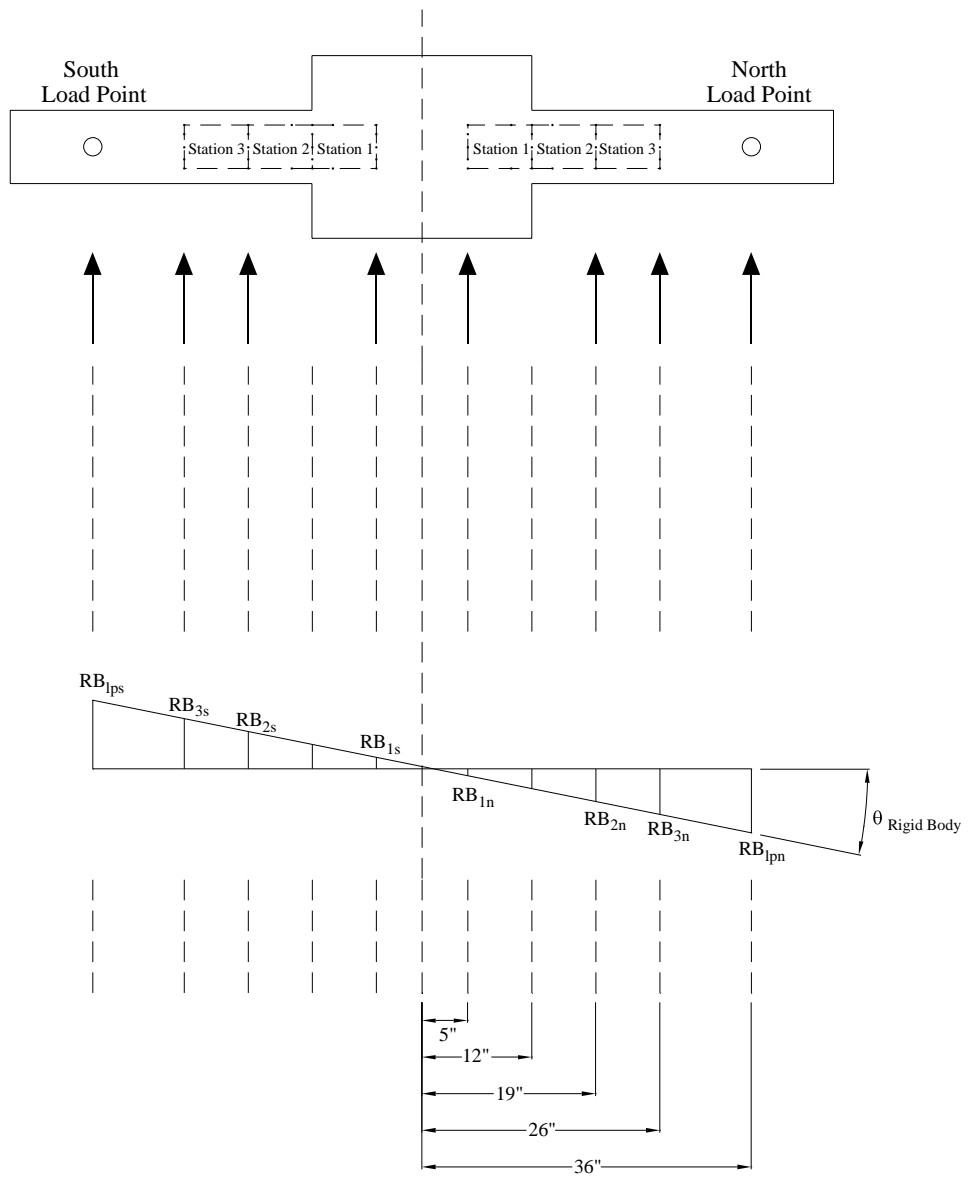 South
Load Point
North
Load Point
Station 3 Station 2 Station 1
Station 1 Station 2 Station 3
RB_lps
RB_3s
RB_2s
RB_1s
RB_1n
RB_2n
RB_3n
RB_lpn
θ Rigid Body
5"
12"
19"
26"
36"